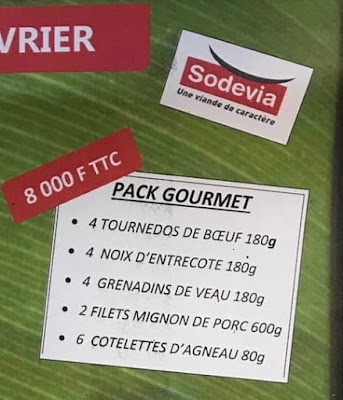 VRIER
Sodevia
Une viande de caractère
8 000 F TTC
PACK GOURMET
• 4 TOURNEDOS DE BŒUF 180g
• 4 NOIX D'ENTRECOTE 180g
• 4 GRENADINS DE VEAU 180g
• 2 FILETS MIGNON DE PORC 600g
• 6 COTELETTES D'AGNEAU 80g